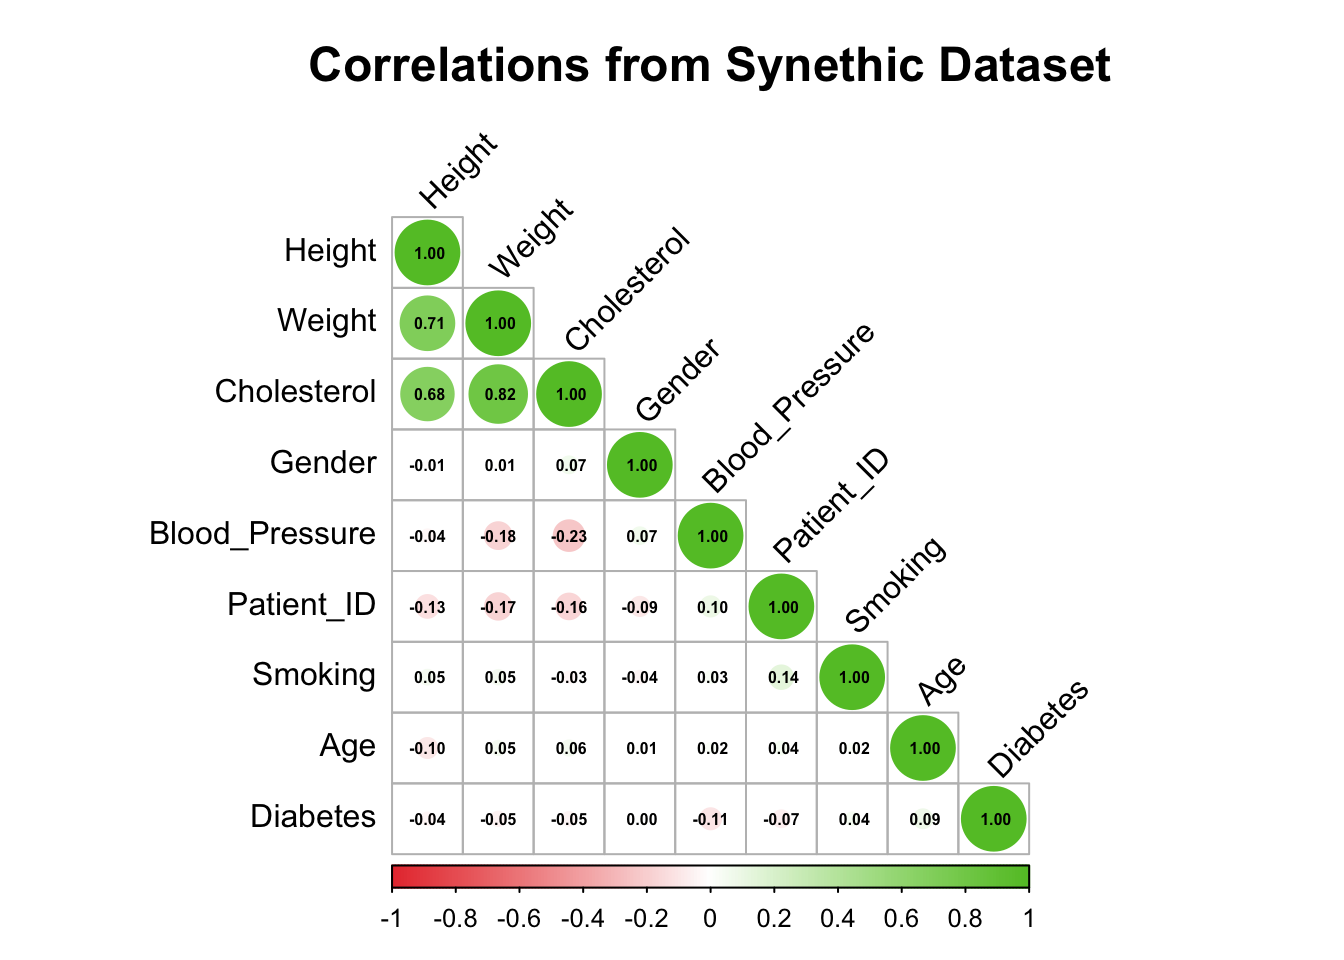 Correlations from Synethic Dataset
Height
Weight
Cholesterol
Gender
Blood_Pressure
Patient_ID
Smoking
Age
Diabetes
Height 1.00
Weight 0.71 1.00
Cholesterol 0.68 0.82 1.00
Gender -0.01 0.01 0.07 1.00
Blood_Pressure -0.04 -0.18 -0.23 0.07 1.00
Patient_ID -0.13 -0.17 -0.16 -0.09 0.10 1.00
Smoking 0.05 0.05 -0.03 -0.04 0.03 0.14 1.00
Age -0.10 0.05 0.06 0.01 0.02 0.04 0.02 1.00
Diabetes -0.04 -0.05 -0.05 0.00 -0.11 -0.07 0.04 0.09 1.00
-1 -0.8 -0.6 -0.4 -0.2 0 0.2 0.4 0.6 0.8 1